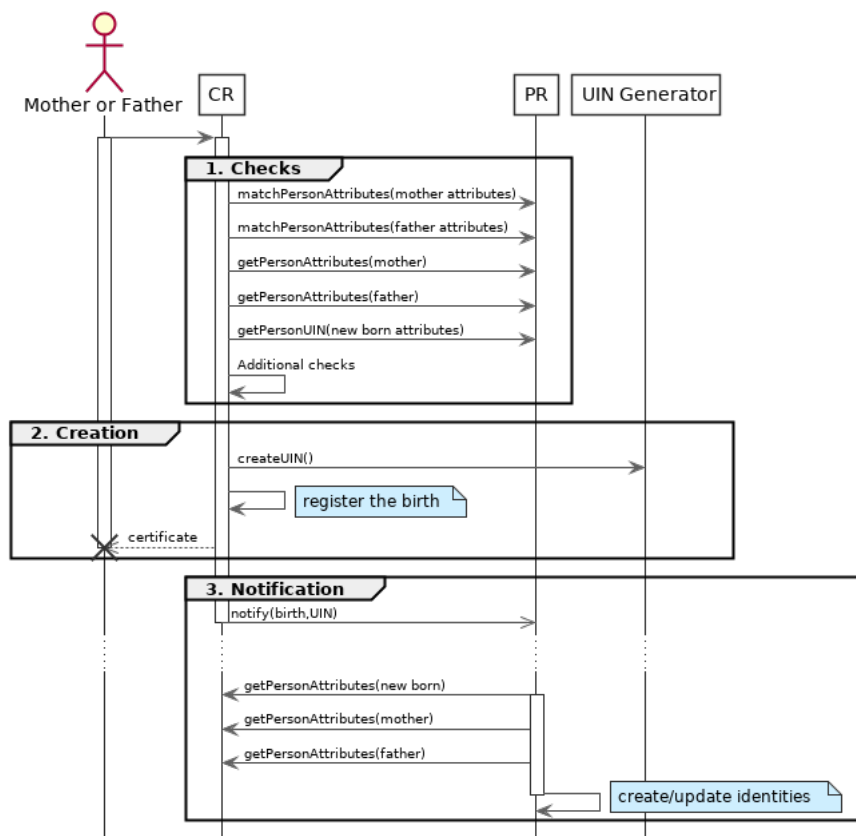 Mother or Father
CR
PR
UIN Generator
1. Checks
matchPersonAttributes(mother attributes)
matchPersonAttributes(father attributes)
getPersonAttributes(mother)
getPersonAttributes(father)
getPersonUIN(new born attributes)
Additional checks
2. Creation
createUIN()
register the birth
certificate
3. Notification
notify(birth,UIN)
getPersonAttributes(new born)
getPersonAttributes(mother)
getPersonAttributes(father)
create/update identities